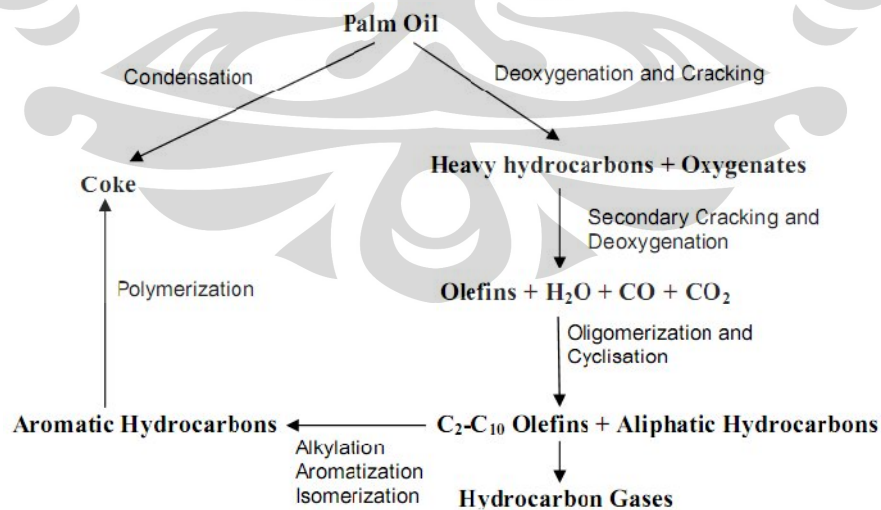 Palm Oil
Condensation
Deoxygenation and Cracking
Heavy hydrocarbons + Oxygenates
Coke
Secondary Cracking and
Deoxygenation
Polymerization
Olefins + H₂O + CO + CO₂
Oligomerization and
Cyclisation
Aromatic Hydrocarbons
C₂-C₁₀ Olefins + Aliphatic Hydrocarbons
Alkylation
Aromatization
Isomerization
Hydrocarbon Gases